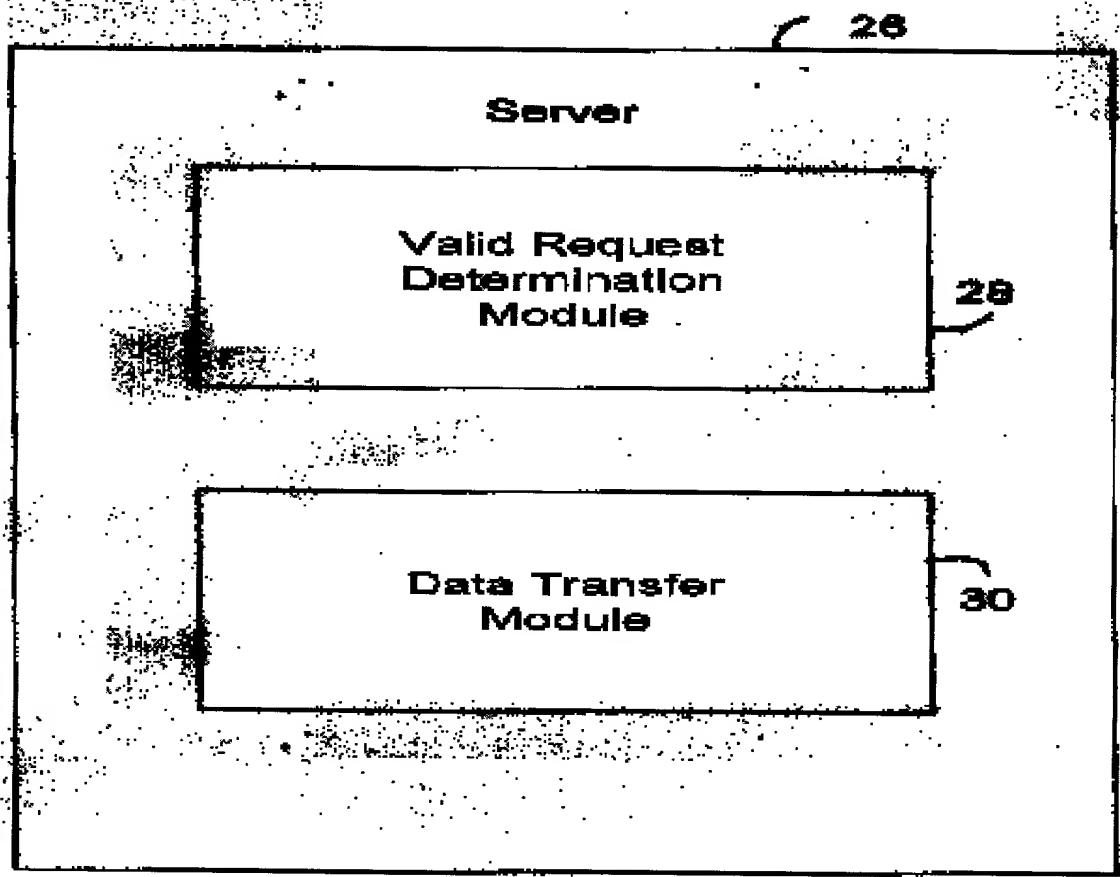 26
Server
Valid Request
Determination
Module
28
Data Transfer
Module
30